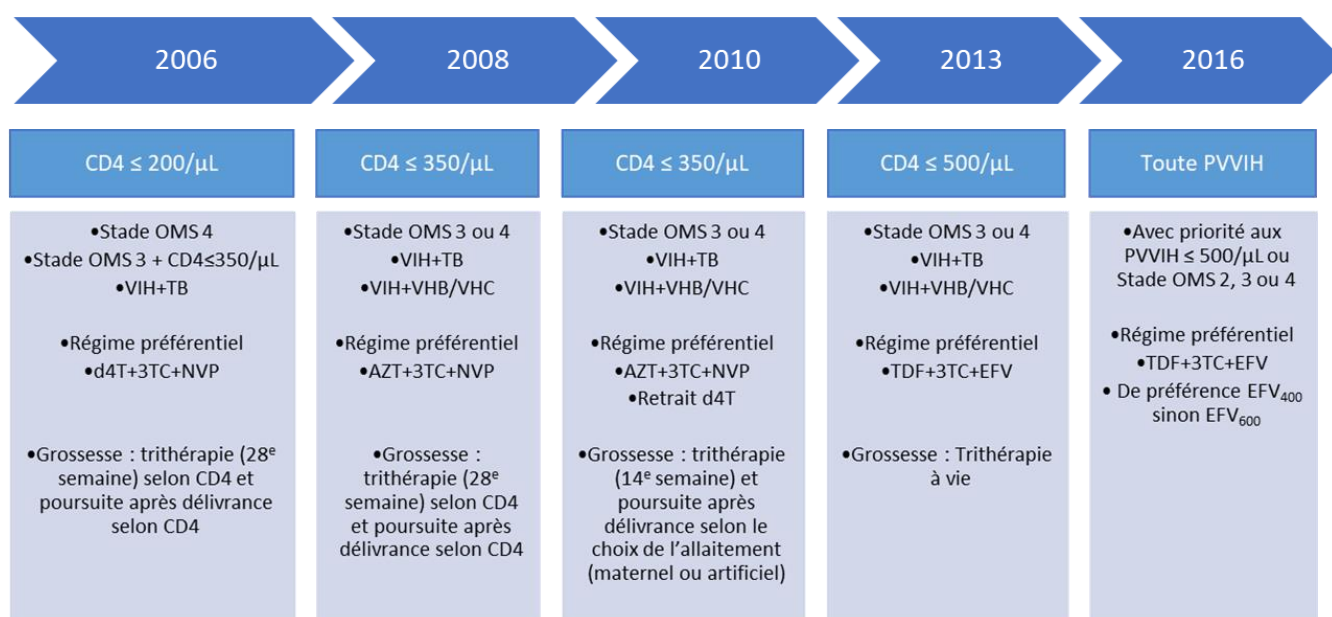 2006
2008
2010
2013
2016
CD4 ≤ 200/µL
CD4 ≤ 350/µL
CD4 ≤ 350/µL
CD4 ≤ 500/µL
Toute PVVIH
•Stade OMS 4
•Stade OMS 3 + CD4≤350/µL
•VIH+TB
•Régime préférentiel
•d4T+3TC+NVP
•Grossesse : trithérapie (28e
semaine) selon CD4 et
poursuite après délivrance
selon CD4
•Stade OMS 3 ou 4
•VIH+TB
•VIH+VHB/VHC
•Régime préférentiel
•AZT+3TC+NVP
•Grossesse :
trithérapie (28e
semaine) selon CD4
et poursuite après
délivrance selon CD4
•Stade OMS 3 ou 4
•VIH+TB
•VIH+VHB/VHC
•Régime préférentiel
•AZT+3TC+NVP
•Retrait d4T
•Grossesse : trithérapie
(14e semaine) et
poursuite après
délivrance selon le
choix de l’allaitement
(maternel ou artificiel)
•Stade OMS 3 ou 4
•VIH+TB
•VIH+VHB/VHC
•Régime préférentiel
•TDF+3TC+EFV
•Grossesse: Trithérapie
à vie
•Avec priorité aux
PVVIH ≤ 500/µL ou
Stade OMS 2, 3 ou 4
•Régime préférentiel
•TDF+3TC+EFV
• De préférence EFV400
sinon EFV600